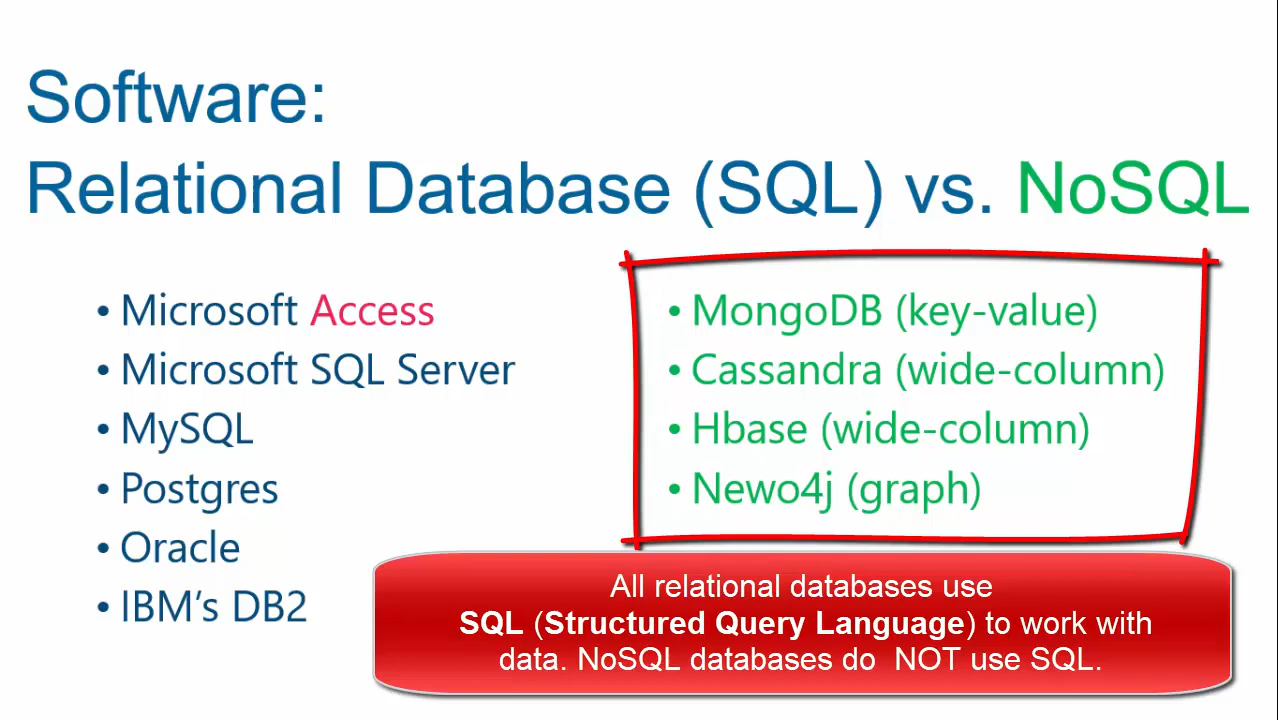 Software:
Relational Database (SQL) vs. NoSQL
• Microsoft Access
• Microsoft SQL Server
• MySQL
• Postgres
• Oracle
• IBM's DB2
• MongoDB (key-value)
• Cassandra (wide-column)
• Hbase (wide-column)
• Newo4j (graph)
All relational databases use
SQL (Structured Query Language) to work with
data. NoSQL databases do  NOT use SQL.